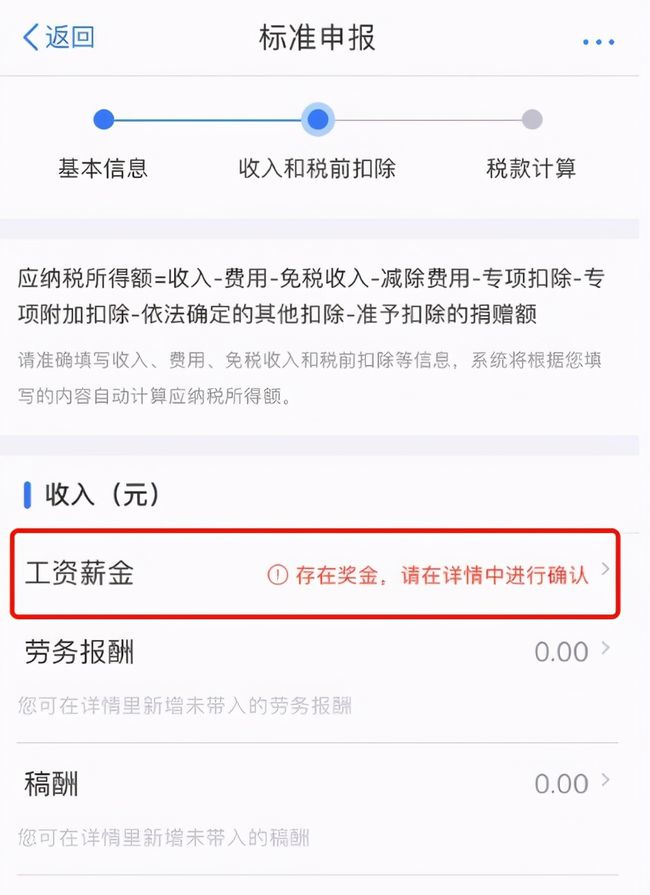 返回
标准申报
...
基本信息
收入和税前扣除
税款计算
应纳税所得额=收入-费用-免税收入-减除费用-专项扣除-专
项附加扣除-依法确定的其他扣除-准予扣除的捐赠额
请准确填写收入、费用、免税收入和税前扣除等信息，系统将根据您填
写的内容自动计算应纳税所得额。
收入（元）
工资薪金 ! 存在奖金，请在详情中进行确认 >
劳务报酬 0.00 >
您可在详情里新增未带入的劳务报酬
稿酬 0.00 >
您可在详情里新增未带入的稿酬